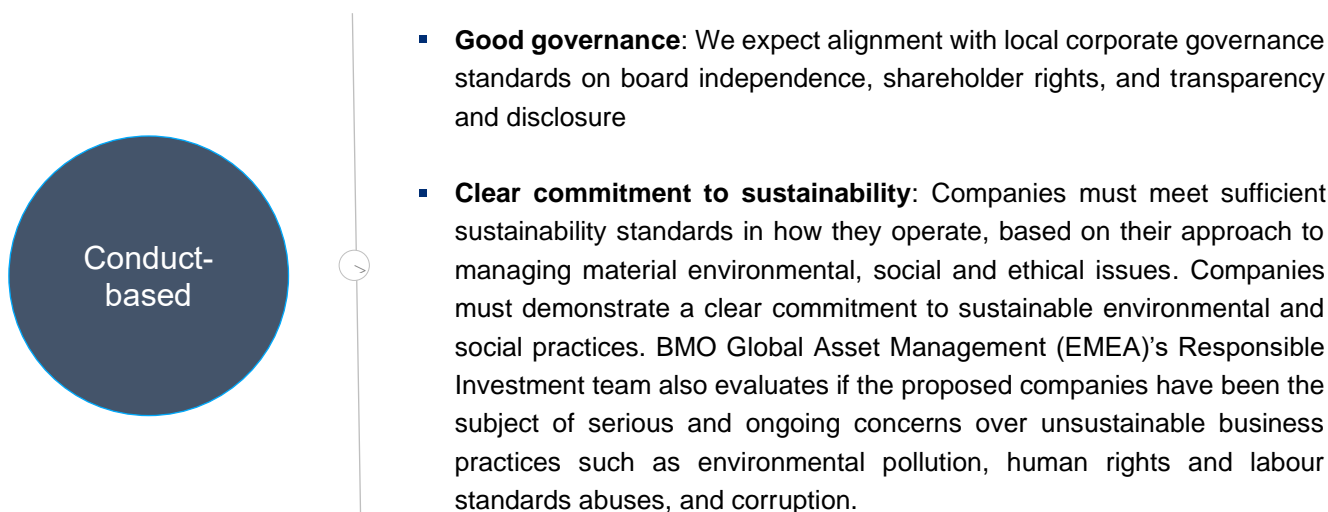 Conduct-
based
▪ Good governance: We expect alignment with local corporate governance
standards on board independence, shareholder rights, and transparency
and disclosure
▪ Clear commitment to sustainability: Companies must meet sufficient
sustainability standards in how they operate, based on their approach to
managing material environmental, social and ethical issues. Companies
must demonstrate a clear commitment to sustainable environmental and
social practices. BMO Global Asset Management (EMEA)’s Responsible
Investment team also evaluates if the proposed companies have been the
subject of serious and ongoing concerns over unsustainable business
practices such as environmental pollution, human rights and labour
standards abuses, and corruption.